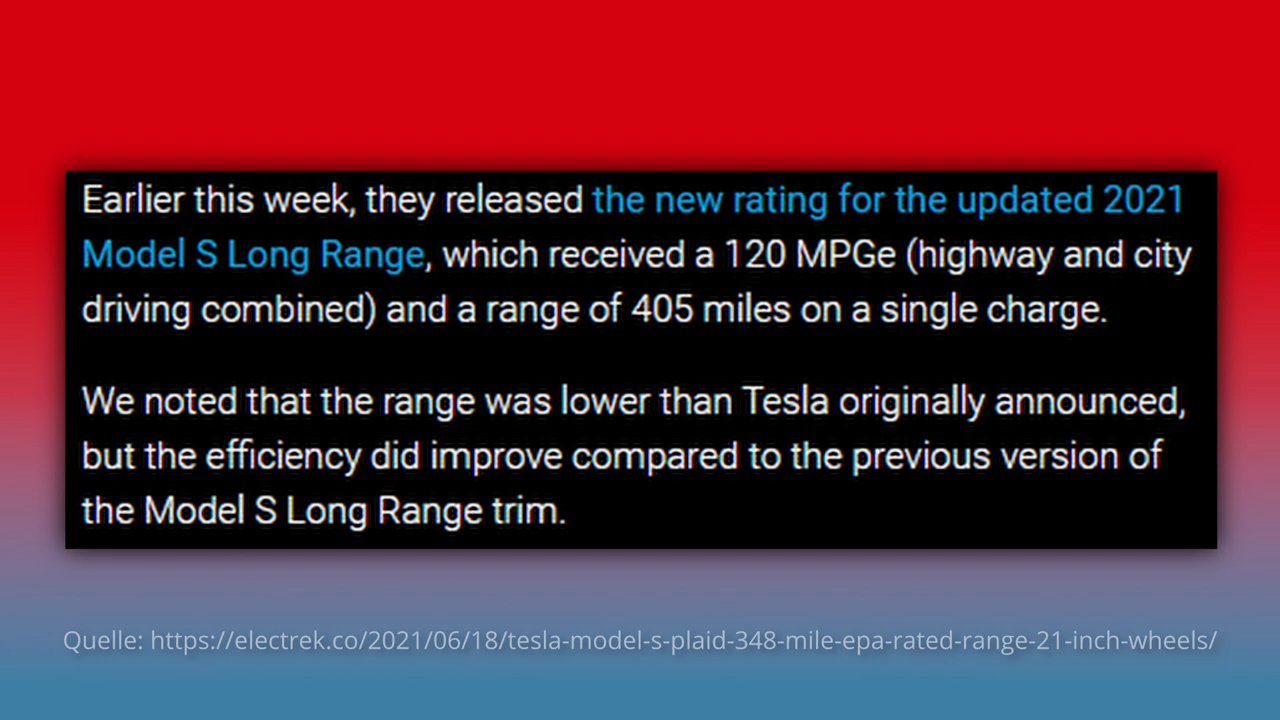 Earlier this week, they released the new rating for the updated 2021
Model S Long Range, which received a 120 MPGe (highway and city
driving combined) and a range of 405 miles on a single charge.
We noted that the range was lower than Tesla originally announced,
but the efficiency did improve compared to the previous version of
the Model S Long Range trim.
Quelle: https://electrek.co/2021/06/18/tesla-model-s-plaid-348-mile-epa-rated-range-21-inch-wheels/